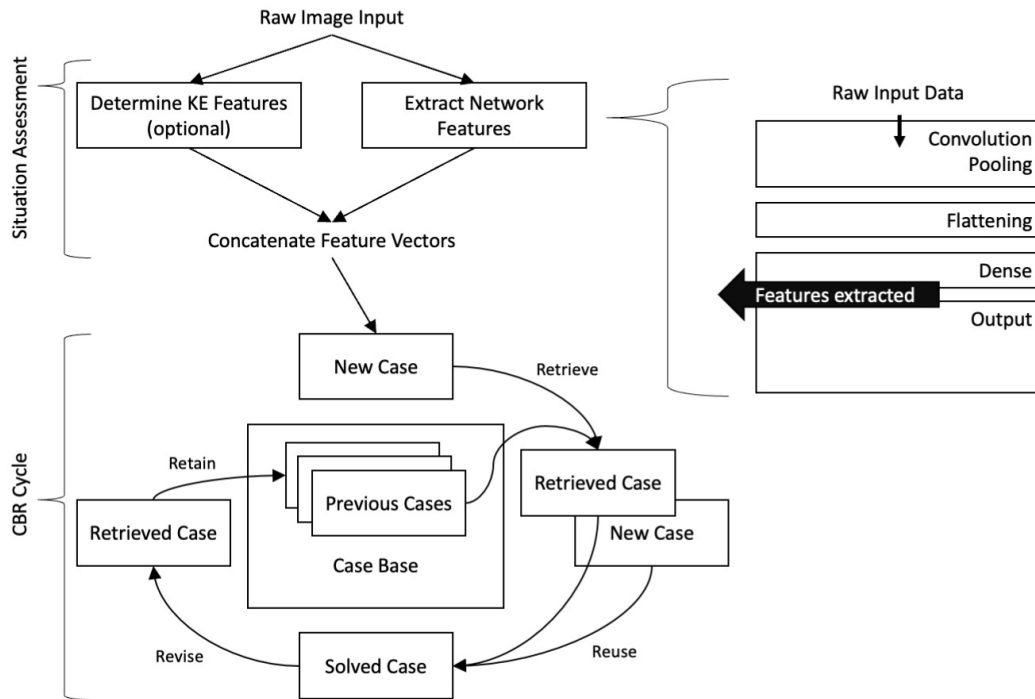 Raw Image Input
Situation Assessment
Determine KE Features
(optional)
Extract Network
Features
Concatenate Feature Vectors
Raw Input Data
Convolution
Pooling
Flattening
Dense
Features extracted
Output
CBR Cycle
New Case
Retrieve
Retain
Previous Cases
Case Base
Retrieved Case
New Case
Retrieved Case
Revise
Solved Case
Reuse